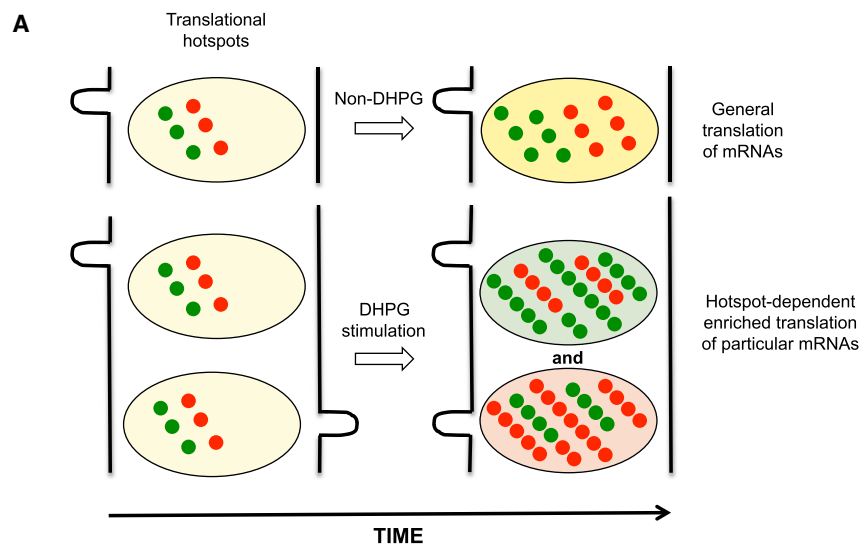 A
Translational
hotspots
Non-DHPG
General
translation
of mRNAs
DHPG
stimulation
and
Hotspot-dependent
enriched translation
of particular mRNAs
TIME